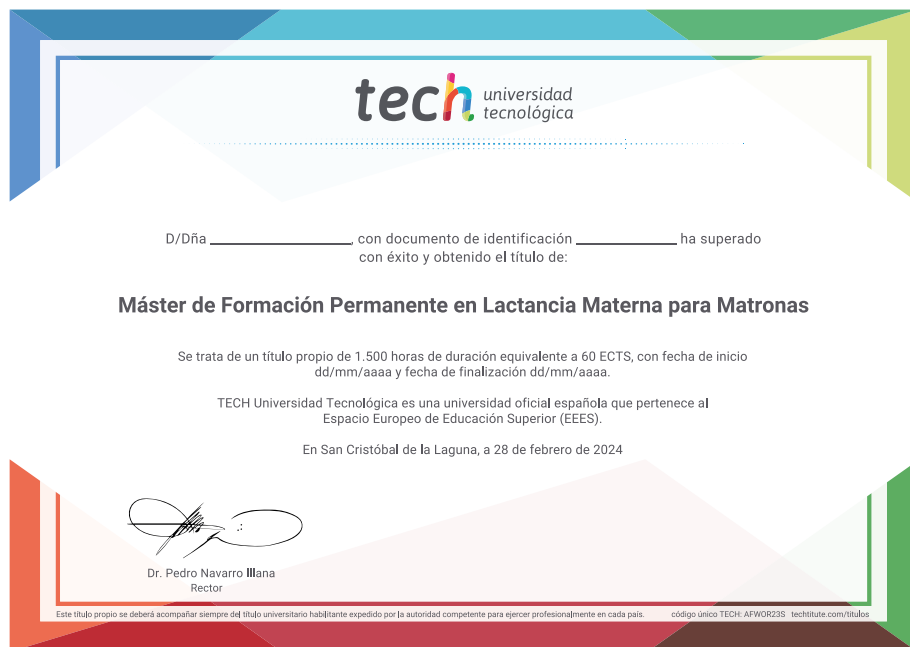 tech universidad
tecnológica
D/Dña ____________________, con documento de identificación ______________ ha superado
con éxito y obtenido el título de:
Máster de Formación Permanente en Lactancia Materna para Matronas
Se trata de un título propio de 1.500 horas de duración equivalente a 60 ECTS, con fecha de inicio
dd/mm/aaaa y fecha de finalización dd/mm/aaaa.
TECH Universidad Tecnológica es una universidad oficial española que pertenece al
Espacio Europeo de Educación Superior (EEES).
En San Cristóbal de la Laguna, a 28 de febrero de 2024
Dr. Pedro Navarro Illana
Rector
Este título propio se deberá acompañar siempre del título universitario habilitante expedido por la autoridad competente para ejercer profesionalmente en cada país. código único TECH: AFWOR23S techtitute.com/titulos